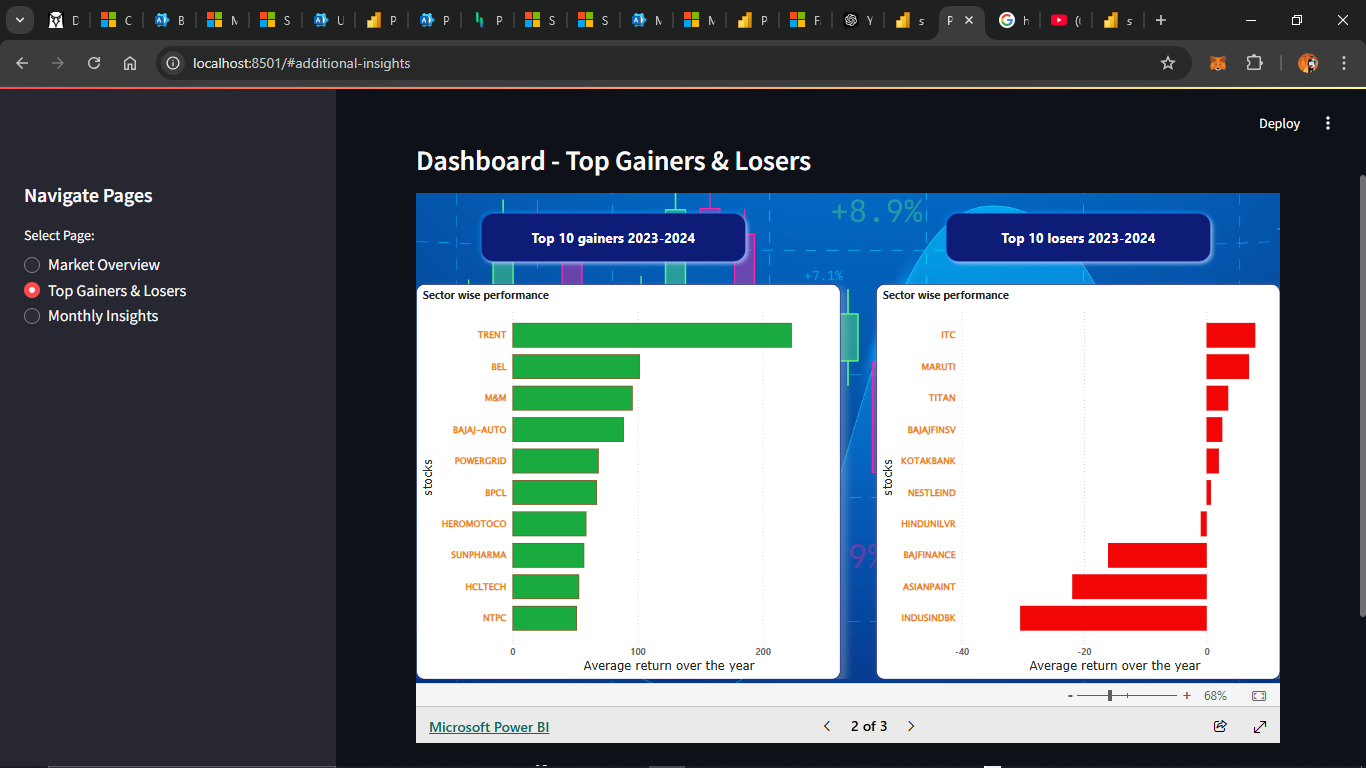 D
C
B
M
S
U
P
P
P
S
S
M
M
P
F
Y
s
P
h
s
localhost:8501/#additional-insights
Deploy
Navigate Pages
Select Page:
Market Overview
Top Gainers & Losers
Monthly Insights
Dashboard - Top Gainers & Losers
+8.9%
+7.1%
Top 10 gainers 2023-2024
Sector wise performance
stocks
TRENT
BEL
M&M
BAJAJ-AUTO
POWERGRID
BPCL
HEROMOTOCO
SUNPHARMA
HCLTECH
NTPC
0 100 200
Average return over the year
9%
Top 10 losers 2023-2024
Sector wise performance
stocks
ITC
MARUTI
TITAN
BAJAJFINSV
KOTAKBANK
NESTLEIND
HINDUNILVR
BAJFINANCE
ASIANPAINT
INDUSINDBK
-40 -20 0
Average return over the year
- + 68%
Microsoft Power BI
2 of 3